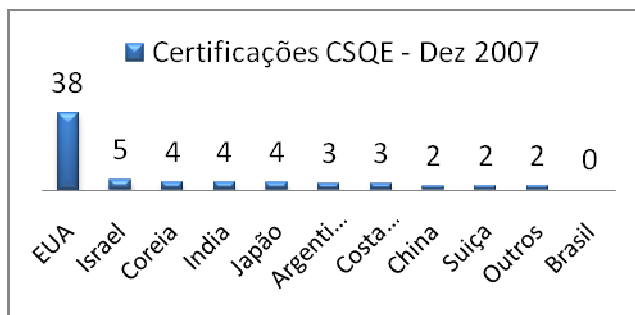 Certificações CSQE - Dez 2007
38
5
4
4
4
3
3
2
2
2
0
EUA
Israel
Coreia
India
Japão
Argenti...
Costa...
China
Suiça
Outros
Brasil